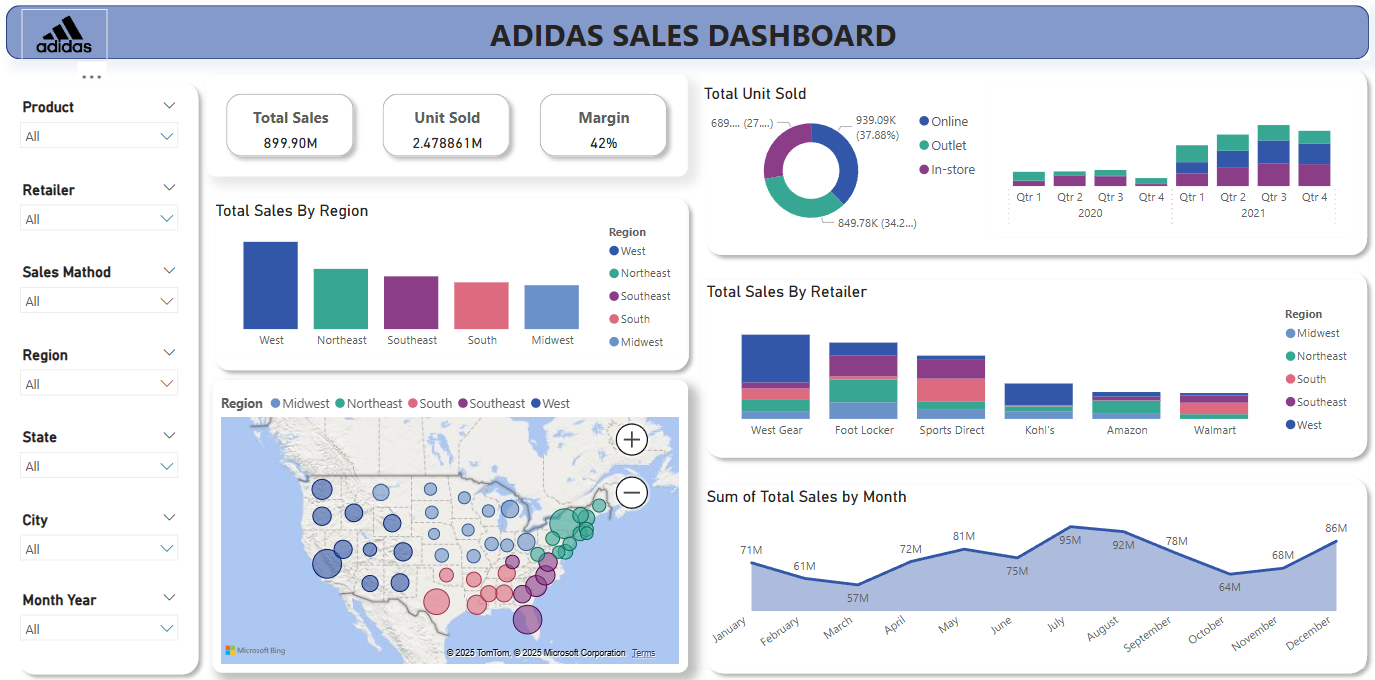 adidas
ADIDAS SALES DASHBOARD
Product
All
Retailer
All
Sales Mathod
All
Region
All
State
All
City
All
Month Year
All
Total Sales
899.90M
Unit Sold
2.478861M
Margin
42%
Total Sales By Region
West
Northeast
Southeast
South
Midwest
Region
West
Northeast
Southeast
South
Midwest
Region Midwest Northeast South Southeast West
+
−
Microsoft Bing
© 2025 TomTom, © 2025 Microsoft Corporation Terms
Total Unit Sold
689.... (27....)
939.09K
(37.88%)
849.78K (34.2...)
Online
Outlet
In-store
Qtr 1 Qtr 2 Qtr 3 Qtr 4 Qtr 1 Qtr 2 Qtr 3 Qtr 4
2020 2021
Total Sales By Retailer
West Gear Foot Locker Sports Direct Kohl's Amazon Walmart
Region
Midwest
Northeast
South
Southeast
West
Sum of Total Sales by Month
71M
61M
57M
72M
81M
75M
95M
92M
78M
64M
68M
86M
January
February
March
April
May
June
July
August
September
October
November
December